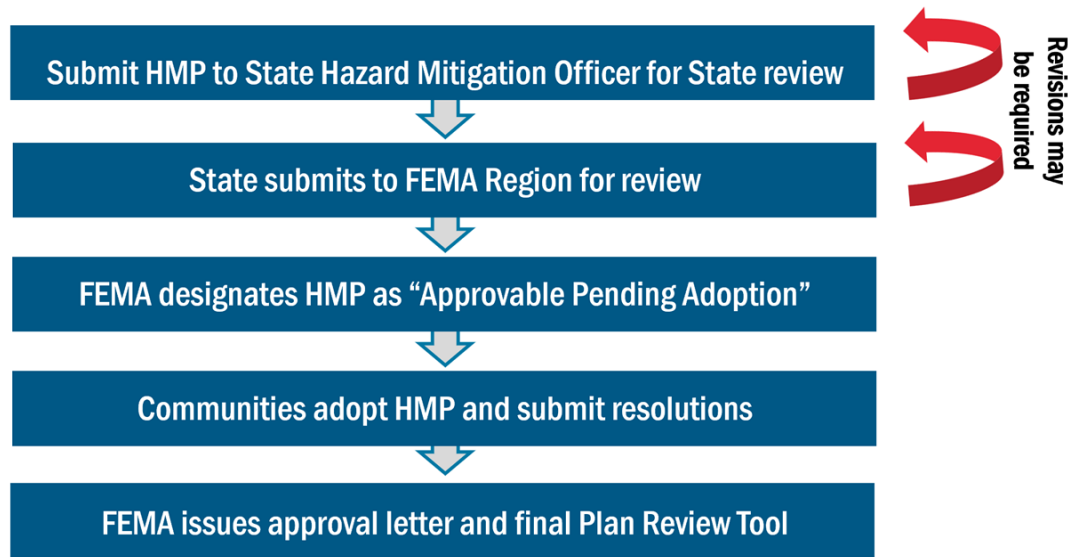 Submit HMP to State Hazard Mitigation Officer for State review
State submits to FEMA Region for review
FEMA designates HMP as “Approvable Pending Adoption”
Communities adopt HMP and submit resolutions
FEMA issues approval letter and final Plan Review Tool
Revisions may
be required